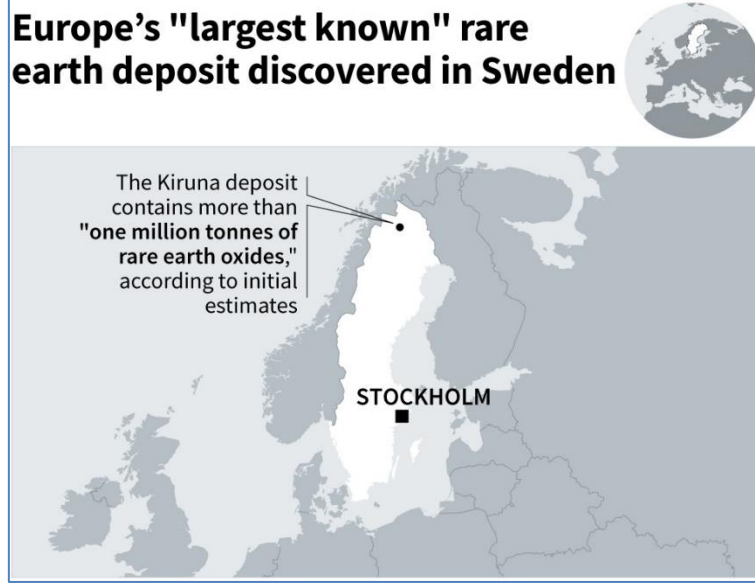 Europe’s "largest known" rare
earth deposit discovered in Sweden
The Kiruna deposit
contains more than
"one million tonnes of
rare earth oxides,"
according to initial
estimates
STOCKHOLM